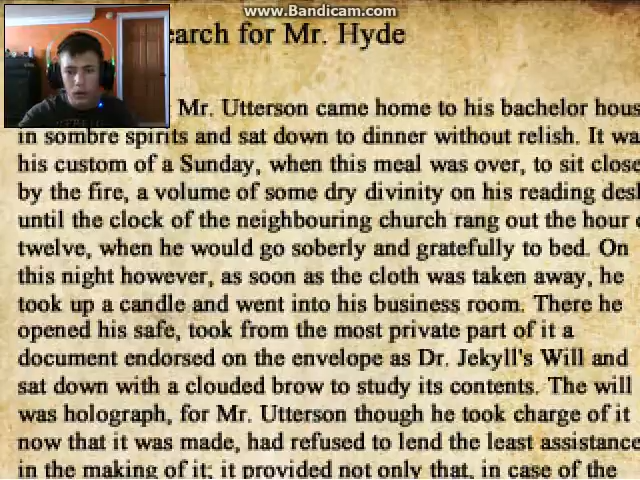 www.Bandicam.com
earch for Mr. Hyde
Mr. Utterson came home to his bachelor hous
in sombre spirits and sat down to dinner without relish. It wa
his custom of a Sunday, when this meal was over, to sit close
by the fire, a volume of some dry divinity on his reading desk
until the clock of the neighbouring church rang out the hour o
twelve, when he would go soberly and gratefully to bed. On
this night however, as soon as the cloth was taken away, he
took up a candle and went into his business room. There he
opened his safe, took from the most private part of it a
document endorsed on the envelope as Dr. Jekyll's Will and
sat down with a clouded brow to study its contents. The will
was holograph, for Mr. Utterson though he took charge of it
now that it was made, had refused to lend the least assistance
in the making of it; it provided not only that, in case of the